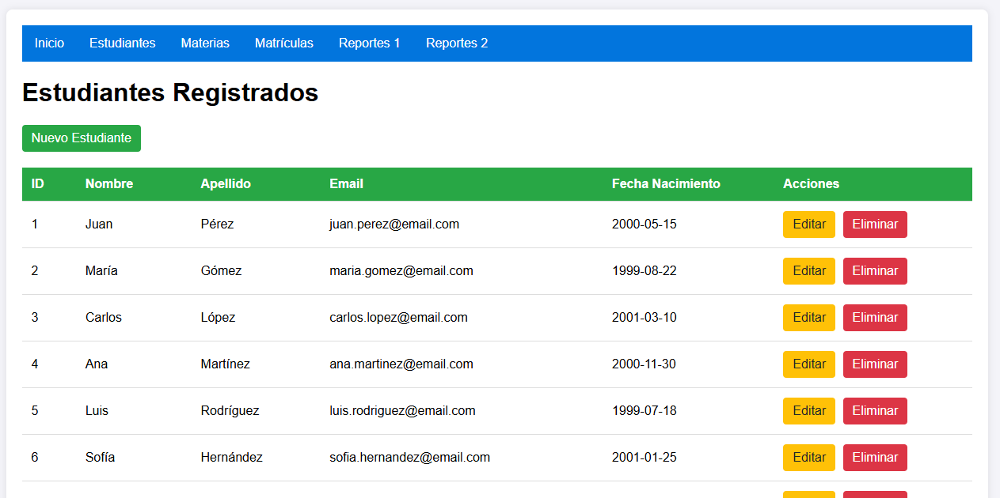 Inicio Estudiantes Materias Matrículas Reportes 1 Reportes 2
Estudiantes Registrados
Nuevo Estudiante
ID Nombre Apellido Email Fecha Nacimiento Acciones
1 Juan Pérez juan.perez@email.com 2000-05-15 Editar Eliminar
2 María Gómez maria.gomez@email.com 1999-08-22 Editar Eliminar
3 Carlos López carlos.lopez@email.com 2001-03-10 Editar Eliminar
4 Ana Martínez ana.martinez@email.com 2000-11-30 Editar Eliminar
5 Luis Rodríguez luis.rodriguez@email.com 1999-07-18 Editar Eliminar
6 Sofía Hernández sofia.hernandez@email.com 2001-01-25 Editar Eliminar